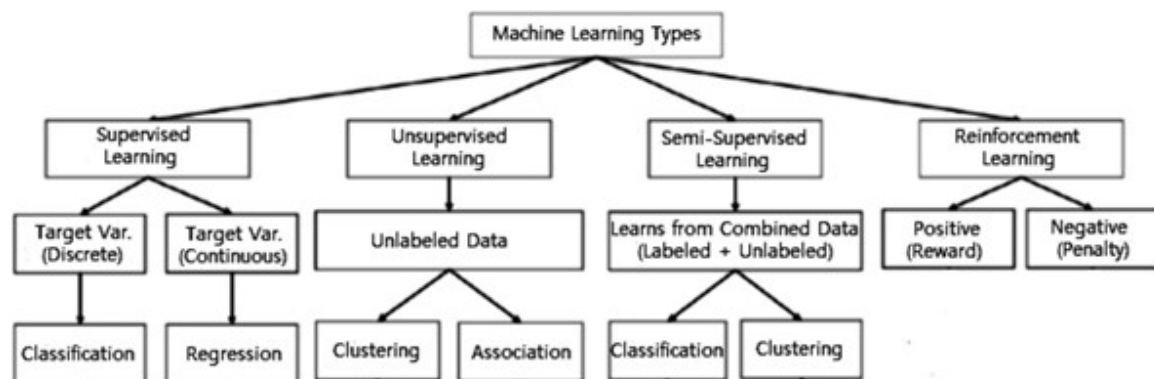 Machine Learning Types
Supervised
Learning
Unsupervised
Learning
Semi-Supervised
Learning
Reinforcement
Learning
Target Var.
(Discrete)
Target Var.
(Continuous)
Unlabeled Data
Learns from Combined Data
(Labeled + Unlabeled)
Positive
(Reward)
Negative
(Penalty)
Classification
Regression
Clustering
Association
Classification
Clustering